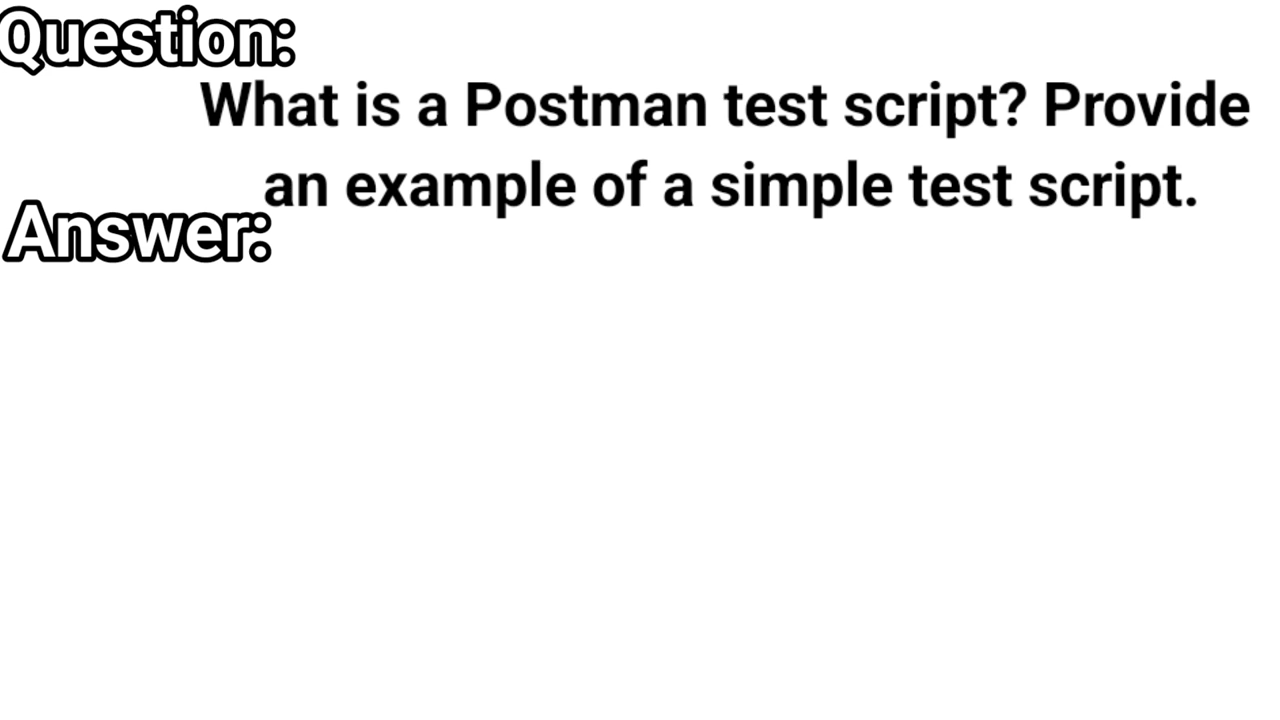 Question:
What is a Postman test script? Provide
an example of a simple test script.
Answer: